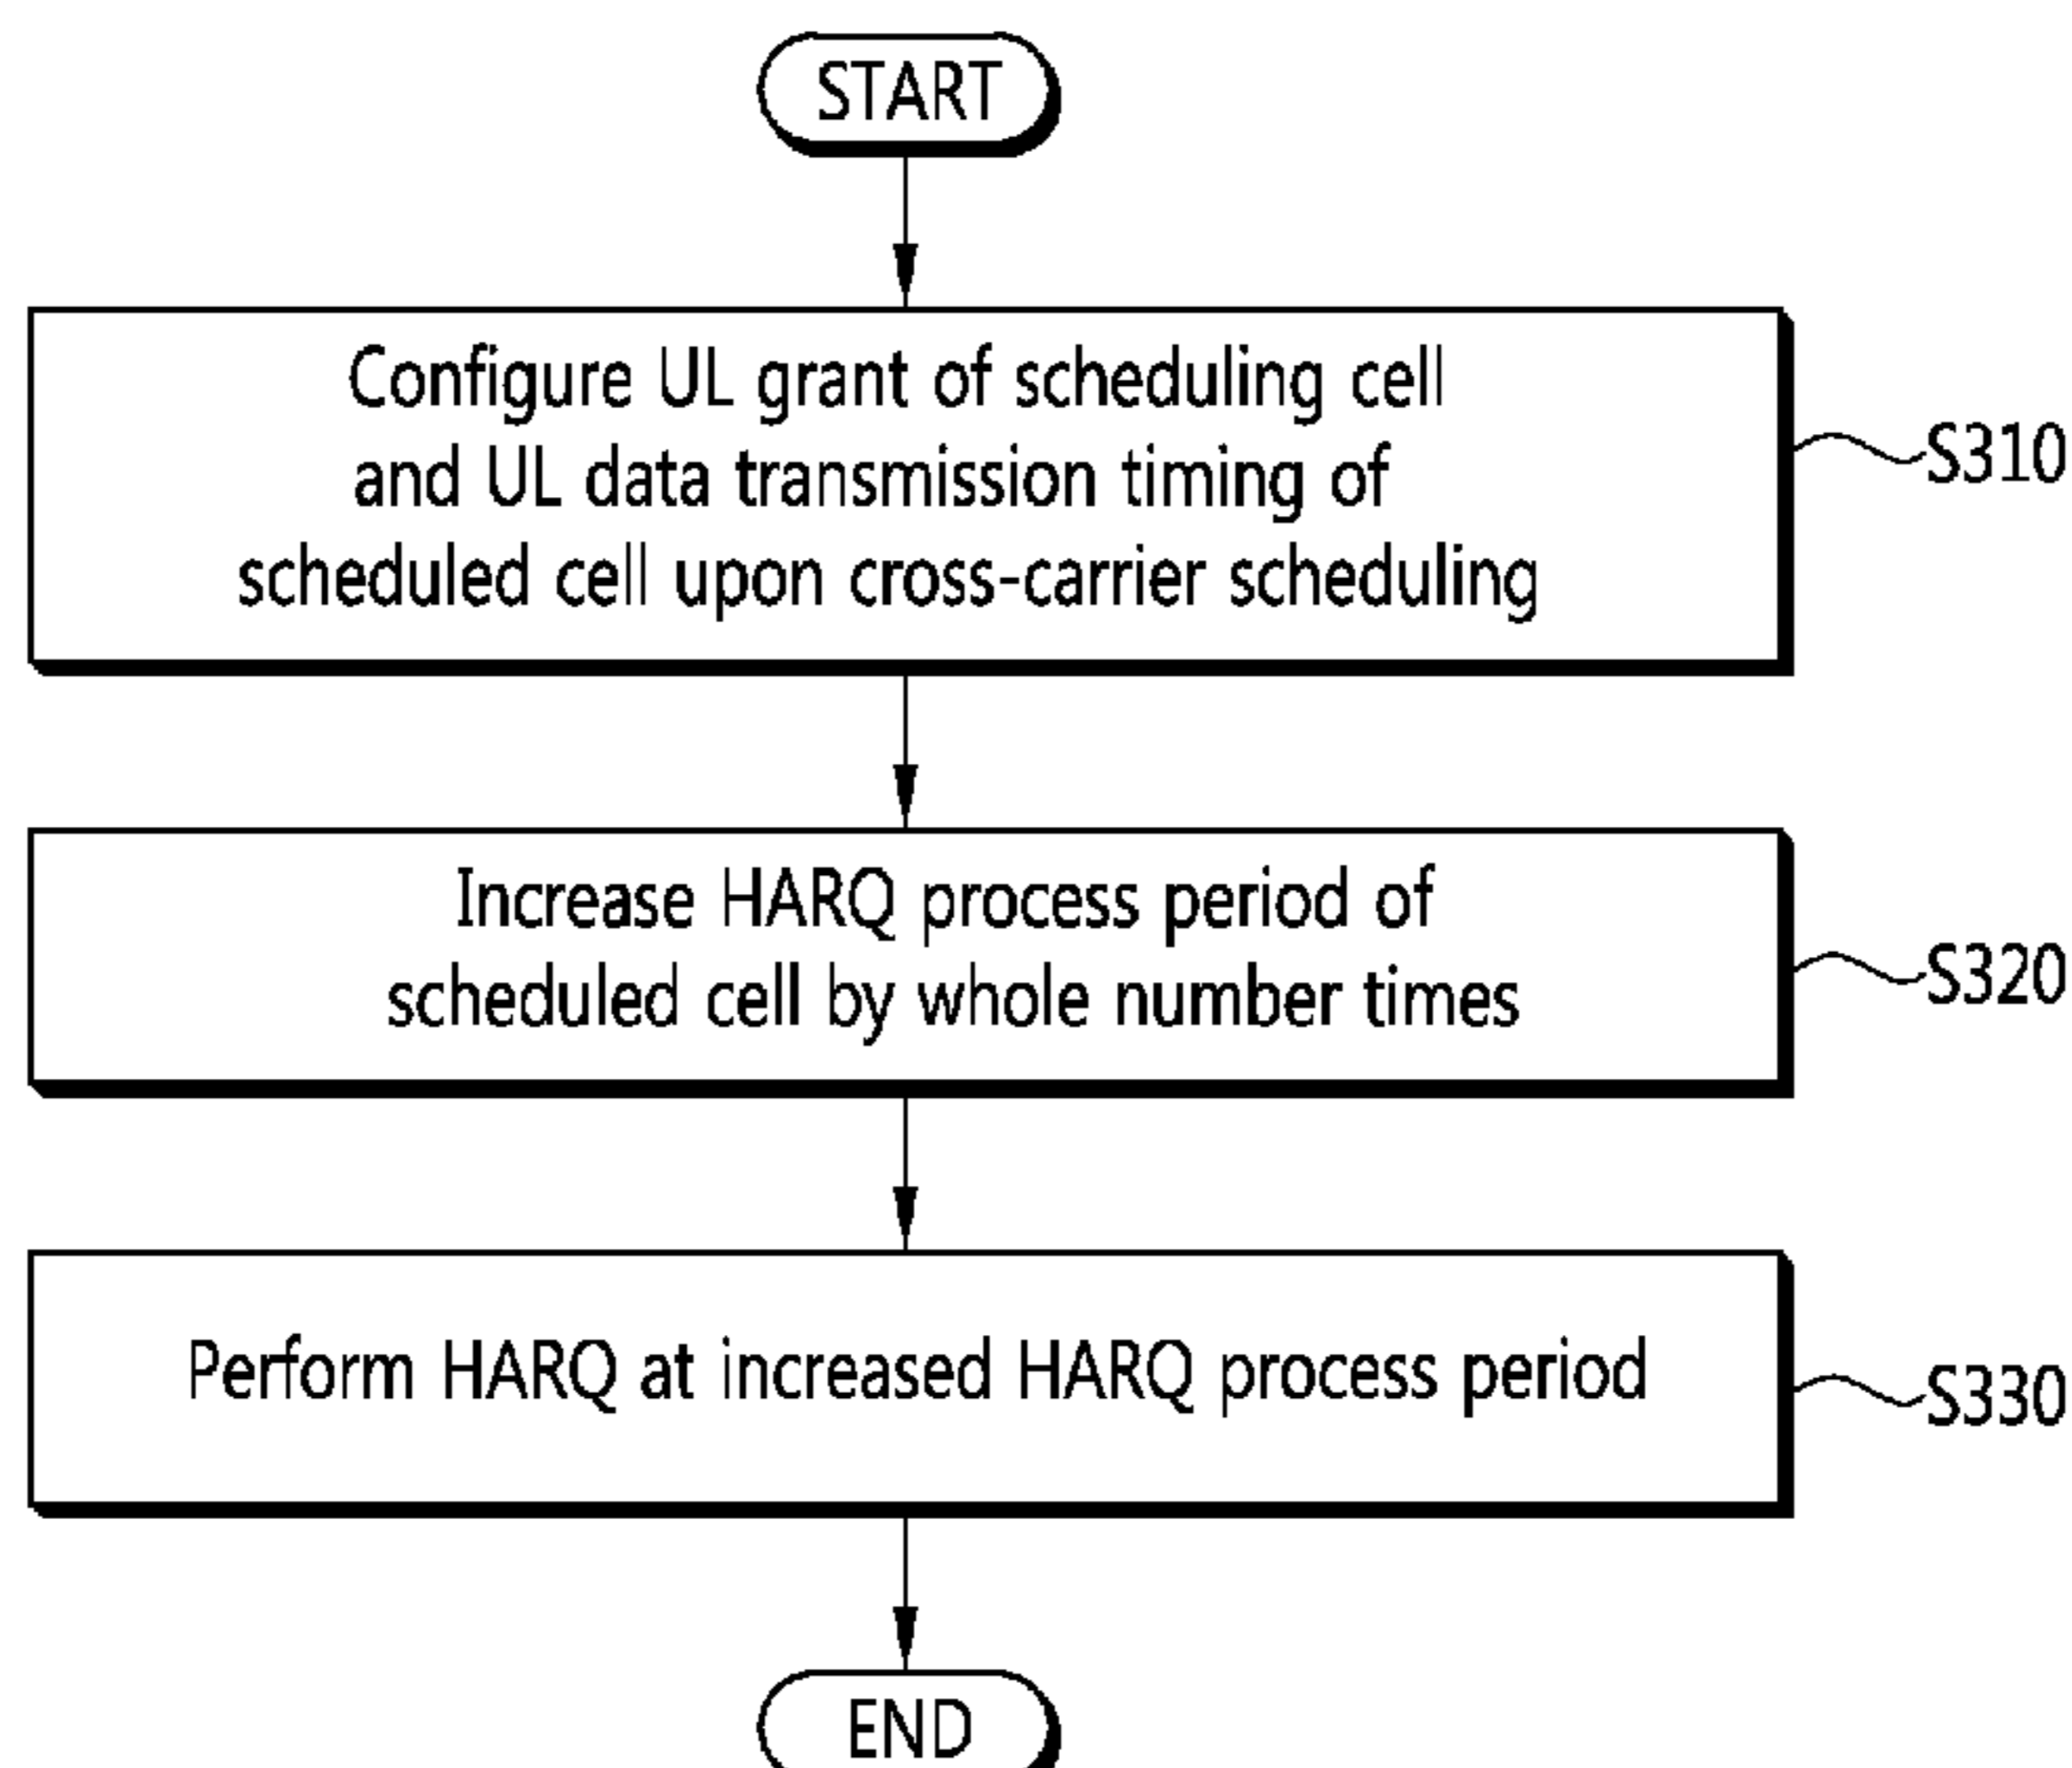 START
Configure UL grant of scheduling cell
and UL data transmission timing of
scheduled cell upon cross-carrier scheduling
S310
Increase HARQ process period of
scheduled cell by whole number times
S320
Perform HARQ at increased HARQ process period
S330
END